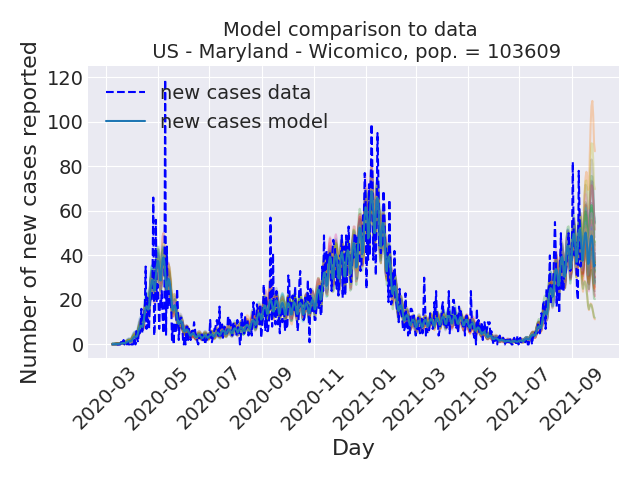 Model comparison to data
US - Maryland - Wicomico, pop. = 103609
Number of new cases reported
120
100
80
60
40
20
0
new cases data
new cases model
2020-03
2020-05
2020-07
2020-09
2020-11
2021-01
2021-03
2021-05
2021-07
2021-09
Day